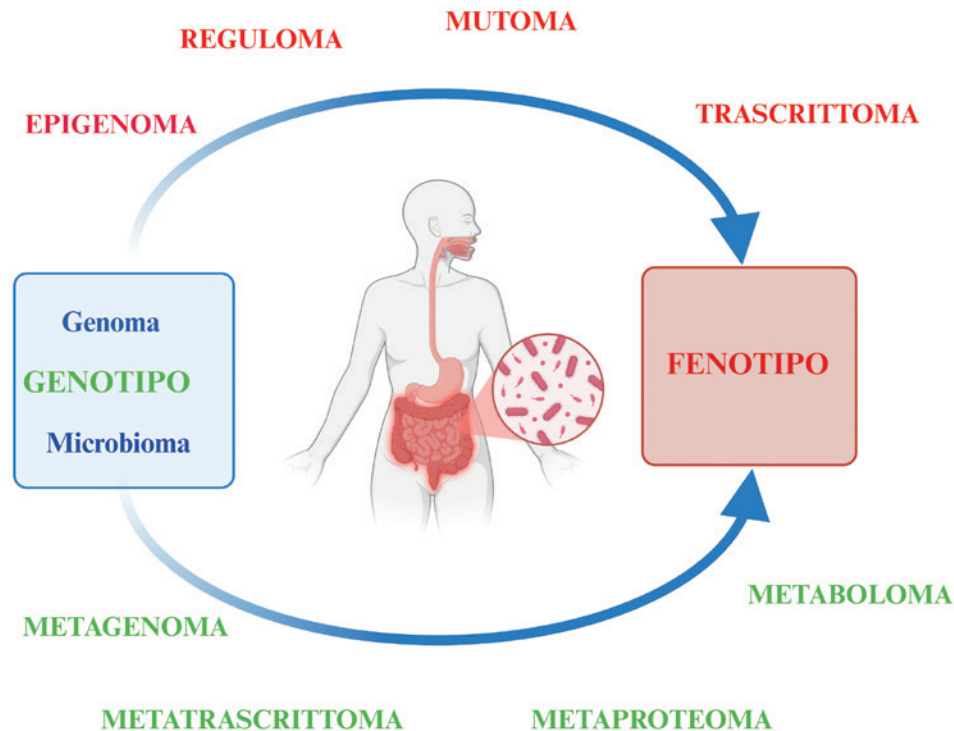 MUTOMA
REGULOMA
EPIGENOMA
TRASCRITTOMA
Genoma
GENOTIPO
Microbioma
FENOTIPO
METABOLOMA
METAGENOMA
METATRASCRITTOMA
METAPROTEOMA